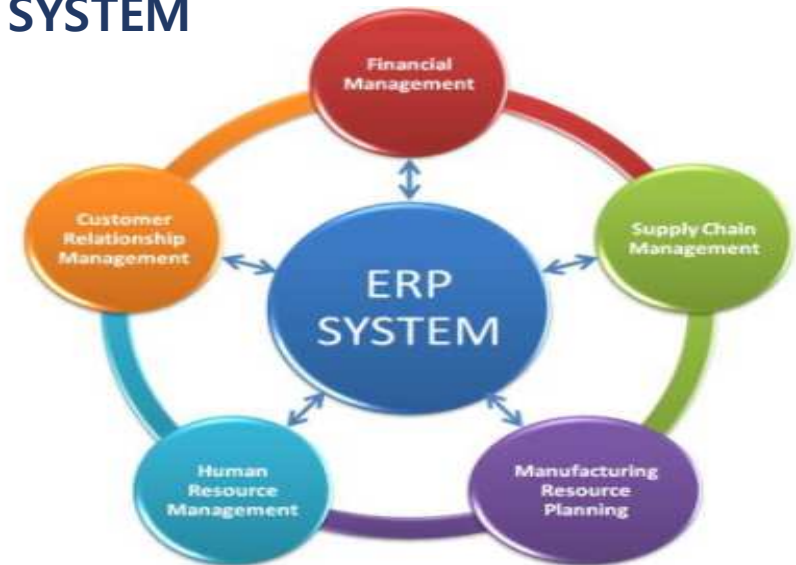 SYSTEM
Financial
Management
Customer
Relationship
Management
Supply Chain
Management
ERP
SYSTEM
Human
Resource
Management
Manufacturing
Resource
Planning